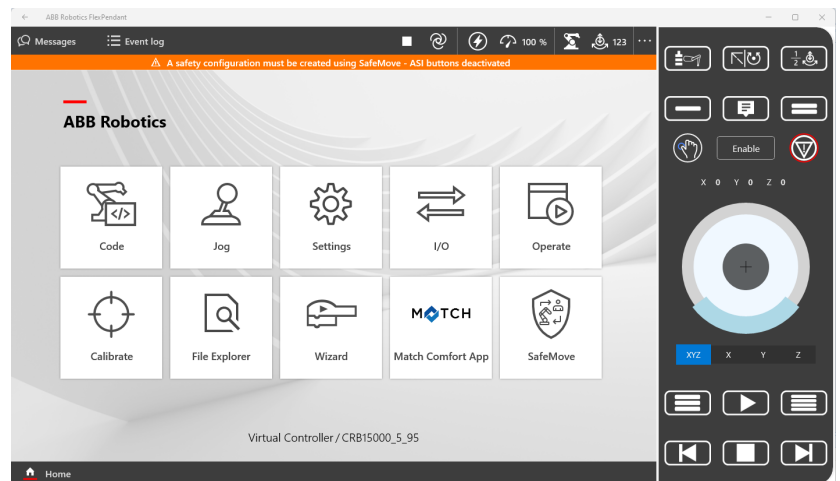 ABB Robotics FlexPendant
Messages
Event log
100 %
123
A safety configuration must be created using SafeMove - ASI buttons deactivated
ABB Robotics
</>
Code
Jog
Settings
I/O
Operate
Calibrate
File Explorer
Wizard
MATCH
Match Comfort App
SafeMove
Virtual Controller / CRB15000_5_95
Home
1/2
Enable
X 0 Y 0 Z 0
XYZ X Y Z